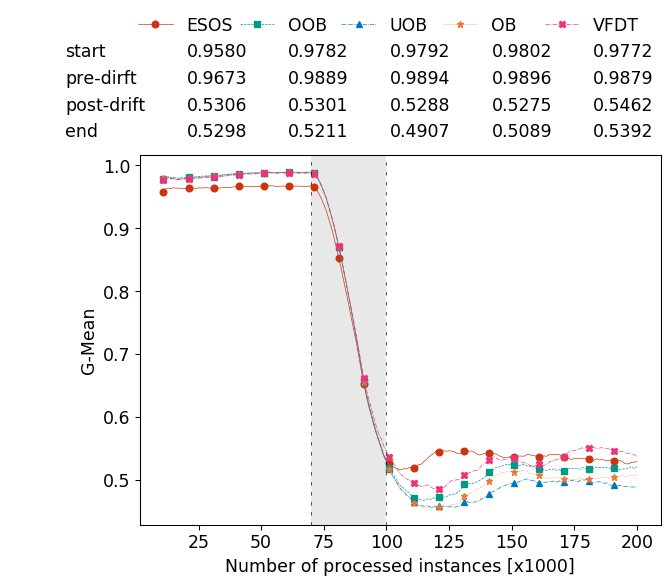 ESOS OOB UOB OB VFDT
start 0.9580 0.9782 0.9792 0.9802 0.9772
pre-dirft 0.9673 0.9889 0.9894 0.9896 0.9879
post-drift 0.5306 0.5301 0.5288 0.5275 0.5462
end 0.5298 0.5211 0.4907 0.5089 0.5392
1.0
0.9
0.8
0.7
0.6
0.5
G-Mean
25 50 75 100 125 150 175 200
Number of processed instances [x1000]